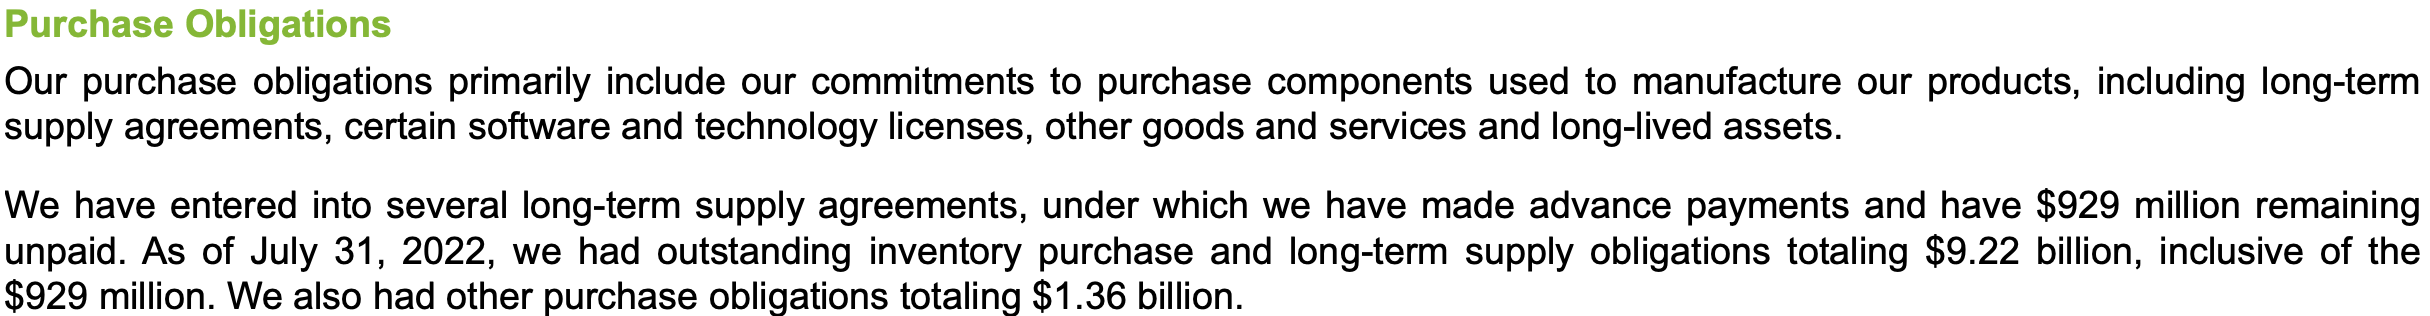 Purchase Obligations
Our purchase obligations primarily include our commitments to purchase components used to manufacture our products, including long-term
supply agreements, certain software and technology licenses, other goods and services and long-lived assets.
We have entered into several long-term supply agreements, under which we have made advance payments and have $929 million remaining
unpaid. As of July 31, 2022, we had outstanding inventory purchase and long-term supply obligations totaling $9.22 billion, inclusive of the
$929 million. We also had other purchase obligations totaling $1.36 billion.